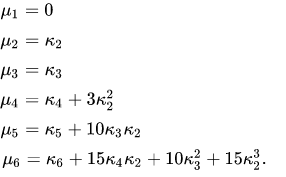 μ₁ = 0
μ₂ = κ₂
μ₃ = κ₃
μ₄ = κ₄ + 3κ₂²
μ₅ = κ₅ + 10κ₃κ₂
μ₆ = κ₆ + 15κ₄κ₂ + 10κ₃² + 15κ₂³.